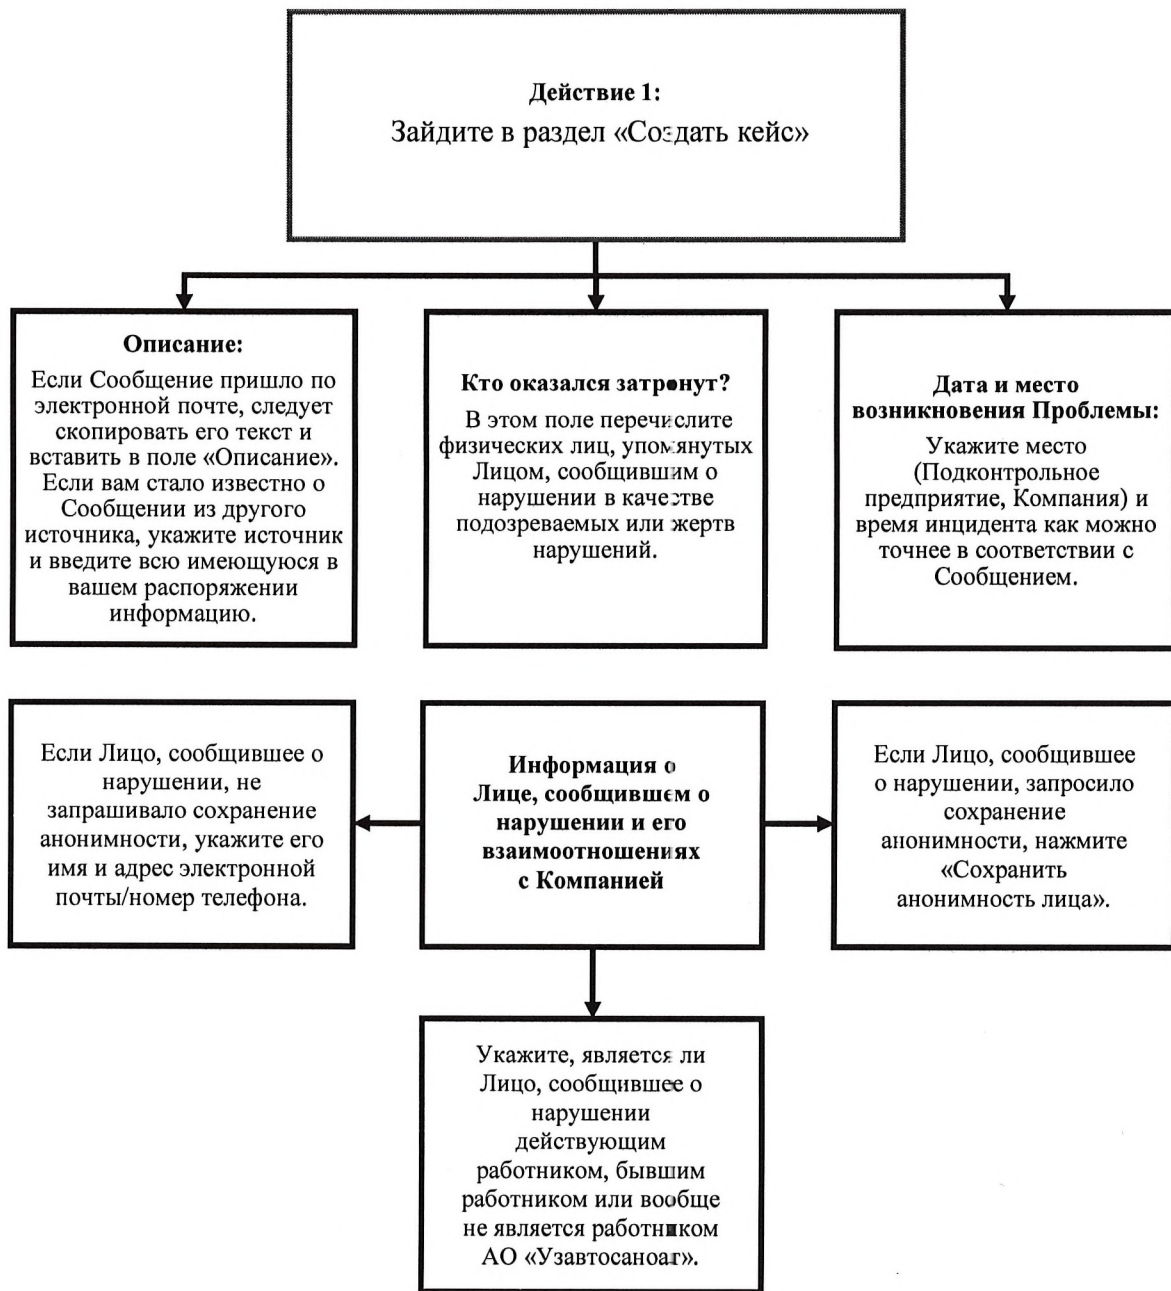 Действие 1:
Зайдите в раздел «Создать кейс»
Описание:
Если Сообщение пришло по
электронной почте, следует
скопировать его текст и
вставить в поле «Описание».
Если вам стало известно о
Сообщении из другого
источника, укажите источник
и введите всю имеющуюся в
вашем распоряжении
информацию.
Кто оказался затронут?
В этом поле перечислите
физических лиц, упомянутых
Лицом, сообщившим о
нарушении в качестве
подозреваемых или жертв
нарушений.
Дата и место
возникновения Проблемы:
Укажите место
(Подконтрольное
предприятие, Компания) и
время инцидента как можно
точнее в соответствии с
Сообщением.
Если Лицо, сообщившее о
нарушении, не
запрашивало сохранение
анонимности, укажите его
имя и адрес электронной
почты/номер телефона.
Информация о
Лице, сообщившем о
нарушении и его
взаимоотношениях
с Компанией
Если Лицо, сообщившее
о нарушении, запросило
сохранение
анонимности, нажмите
«Сохранить
анонимность лица».
Укажите, является ли
Лицо, сообщившее о
нарушении
действующим
работником, бывшим
работником или вообще
не является работником
АО «Узавтосаноат».